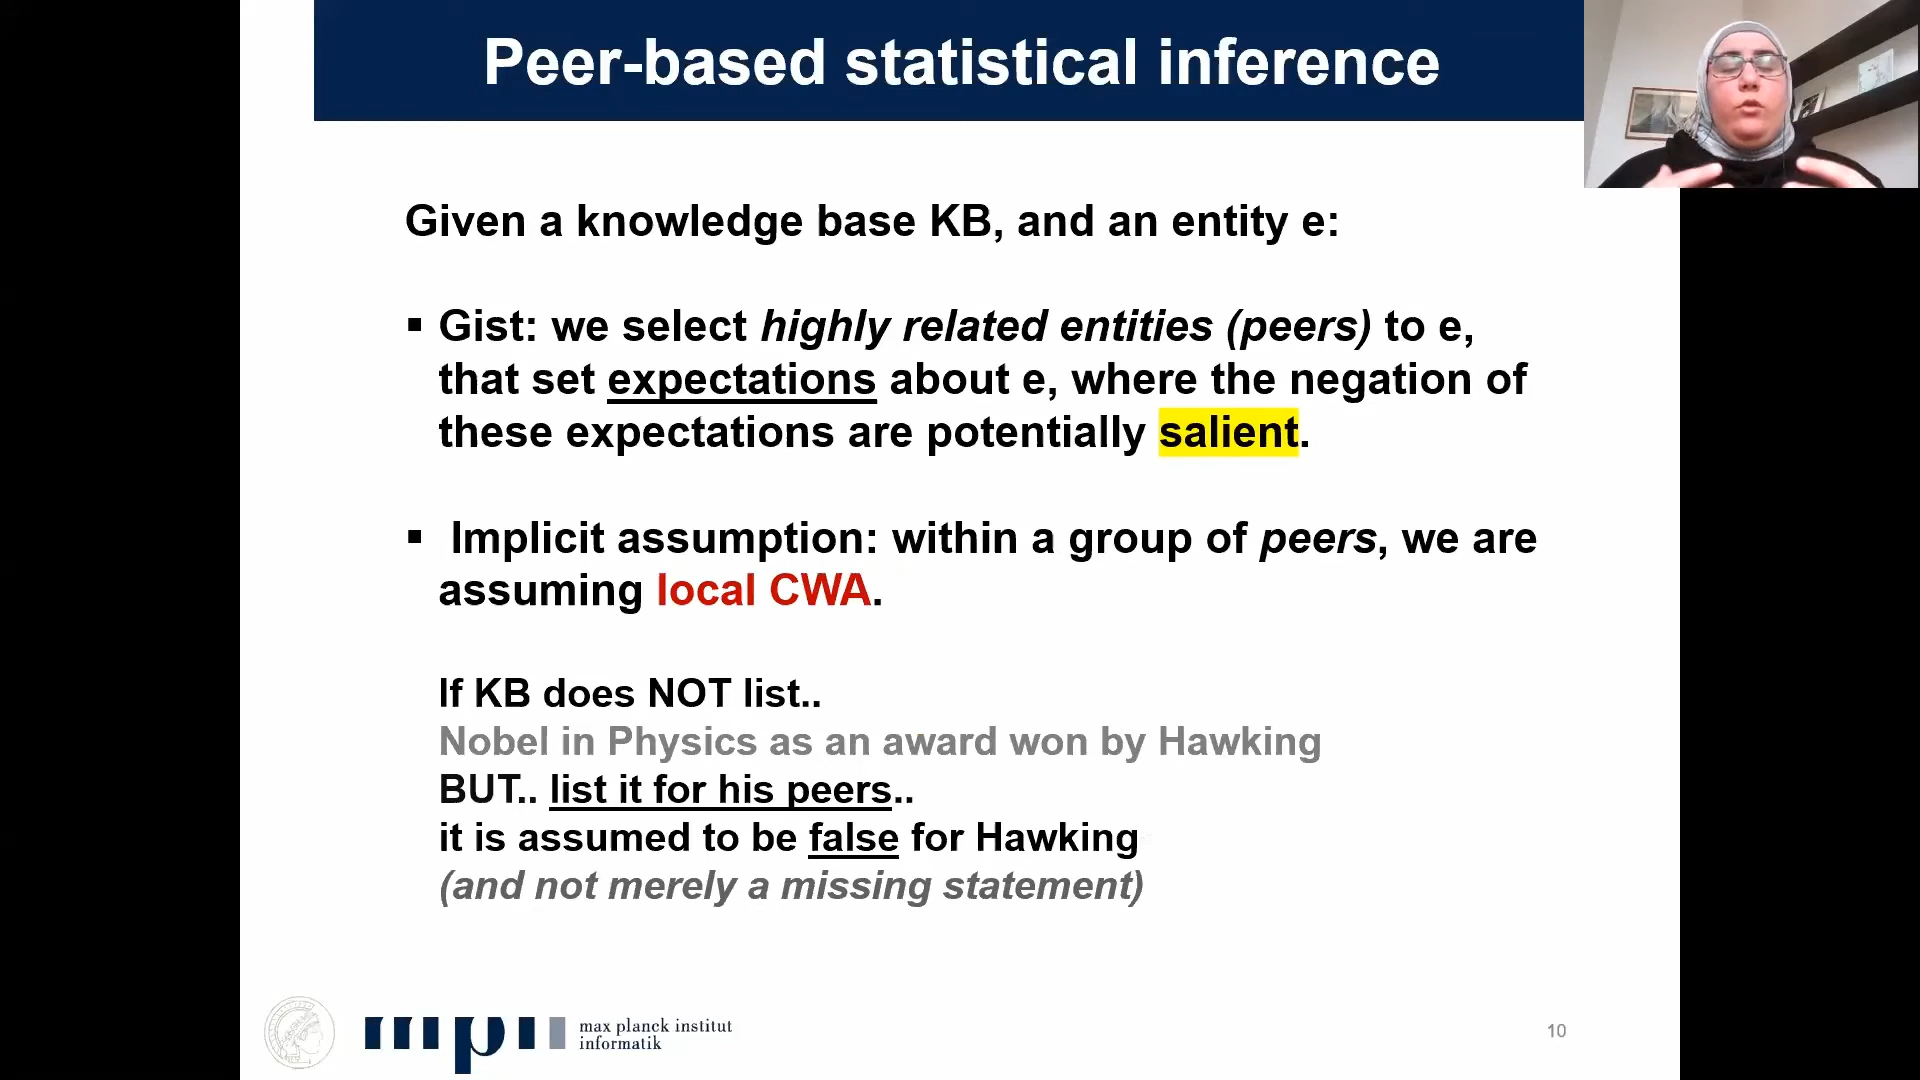 Peer-based statistical inference
Given a knowledge base KB, and an entity e:
▪ Gist: we select highly related entities (peers) to e,
that set expectations about e, where the negation of
these expectations are potentially salient.
▪ Implicit assumption: within a group of peers, we are
assuming local CWA.
If KB does NOT list..
Nobel in Physics as an award won by Hawking
BUT.. list it for his peers..
it is assumed to be false for Hawking
(and not merely a missing statement)
mpii
max planck institut
informatik
10